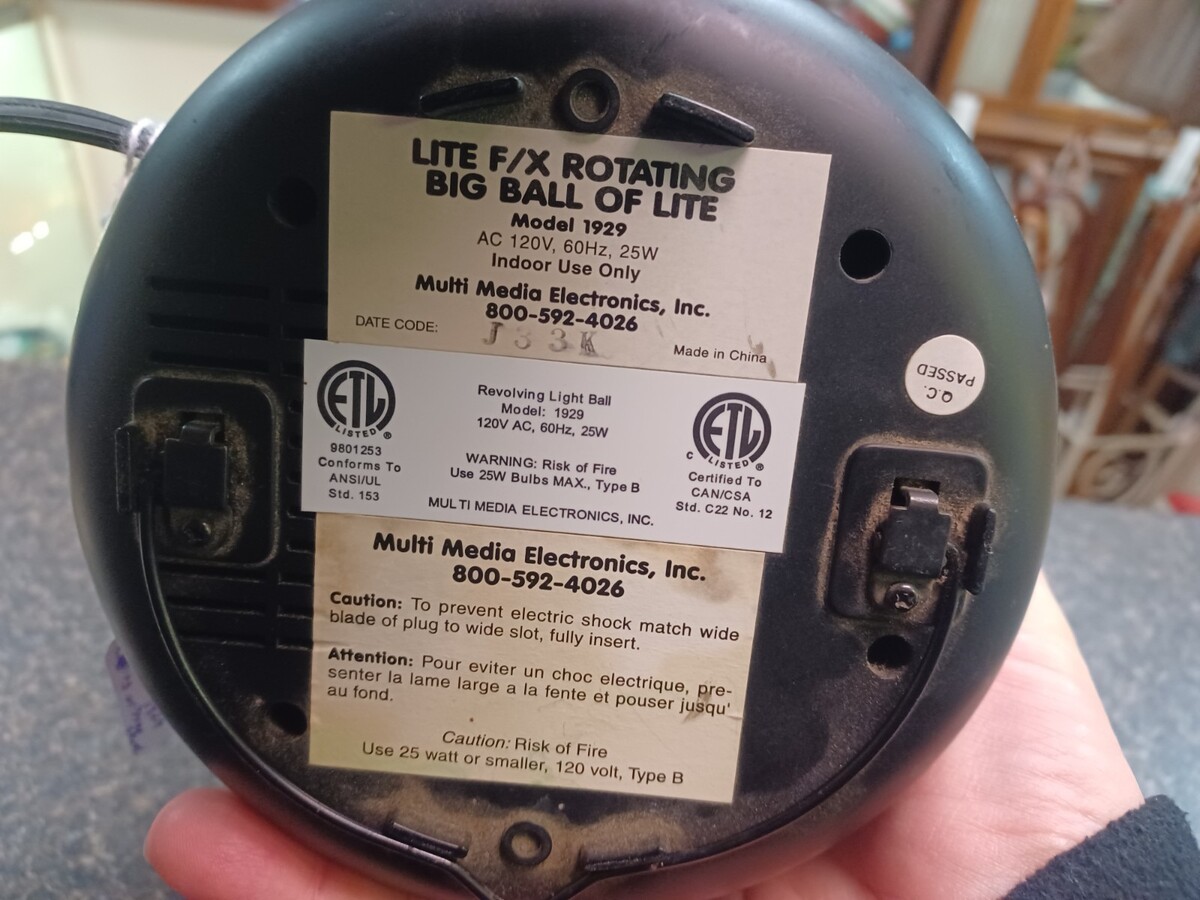 LITE F/X ROTATING
BIG BALL OF LITE
Model 1929
AC 120V, 60Hz, 25W
Indoor Use Only
Multi Media Electronics, Inc.
800-592-4026
DATE CODE: J33K
Made in China
Q.C.
PASSED
ETL
LISTED ®
9801253
Conforms To
ANSI/UL
Std. 153
Revolving Light Ball
Model: 1929
120V AC, 60Hz, 25W
WARNING: Risk of Fire
Use 25W Bulbs MAX., Type B
MULTI MEDIA ELECTRONICS, INC.
ETL
C LISTED ®
Certified To
CAN/CSA
Std. C22 No. 12
Multi Media Electronics, Inc.
800-592-4026
Caution: To prevent electric shock match wide
blade of plug to wide slot, fully insert.
Attention: Pour eviter un choc electrique, pre-
senter la lame large a la fente et pouser jusqu'
au fond.
Caution: Risk of Fire
Use 25 watt or smaller, 120 volt, Type B